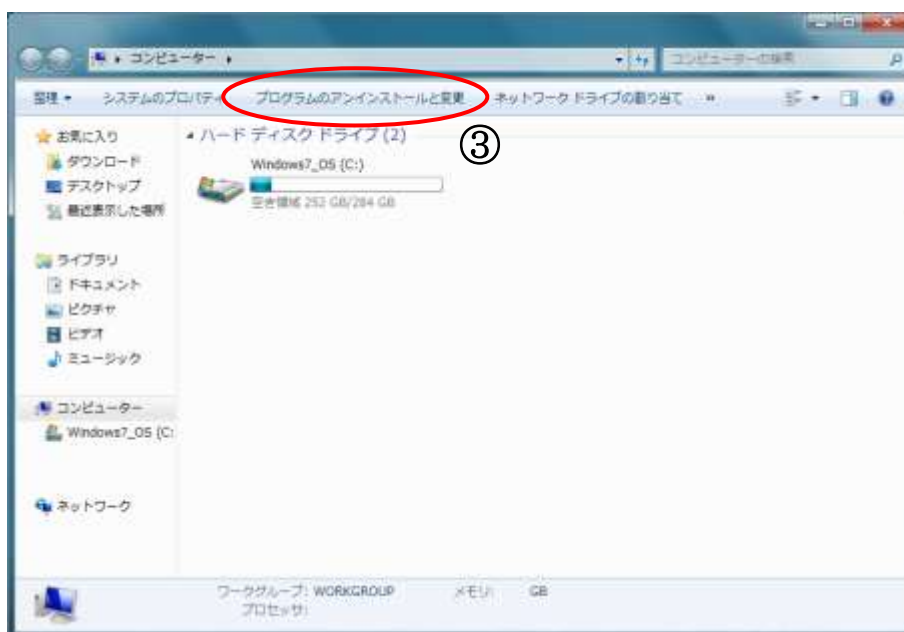 コンピューター
コンピューターの検索
整理 システムのプロパティ プログラムのアンインストールと変更 ネットワーク ドライブの割り当て »
③
お気に入り
ダウンロード
デスクトップ
最近表示した場所
ライブラリ
ドキュメント
ピクチャ
ビデオ
ミュージック
コンピューター
Windows7_OS (C:
ネットワーク
ハード ディスク ドライブ (2)
Windows7_OS (C:)
空き領域 252 GB/284 GB
ワークグループ: WORKGROUP メモリ: GB
プロセッサ: